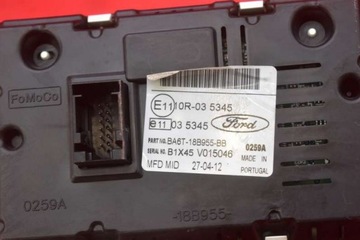 FoMoCo
E11 10R-03 5345
e11 03 5345
Ford
PART NO. BA6T-18B955-BB 0259A
SERIAL NO. B1X45 V015046 MADE IN
MFD MID 27-04-12 PORTUGAL
0259A
-18B955-